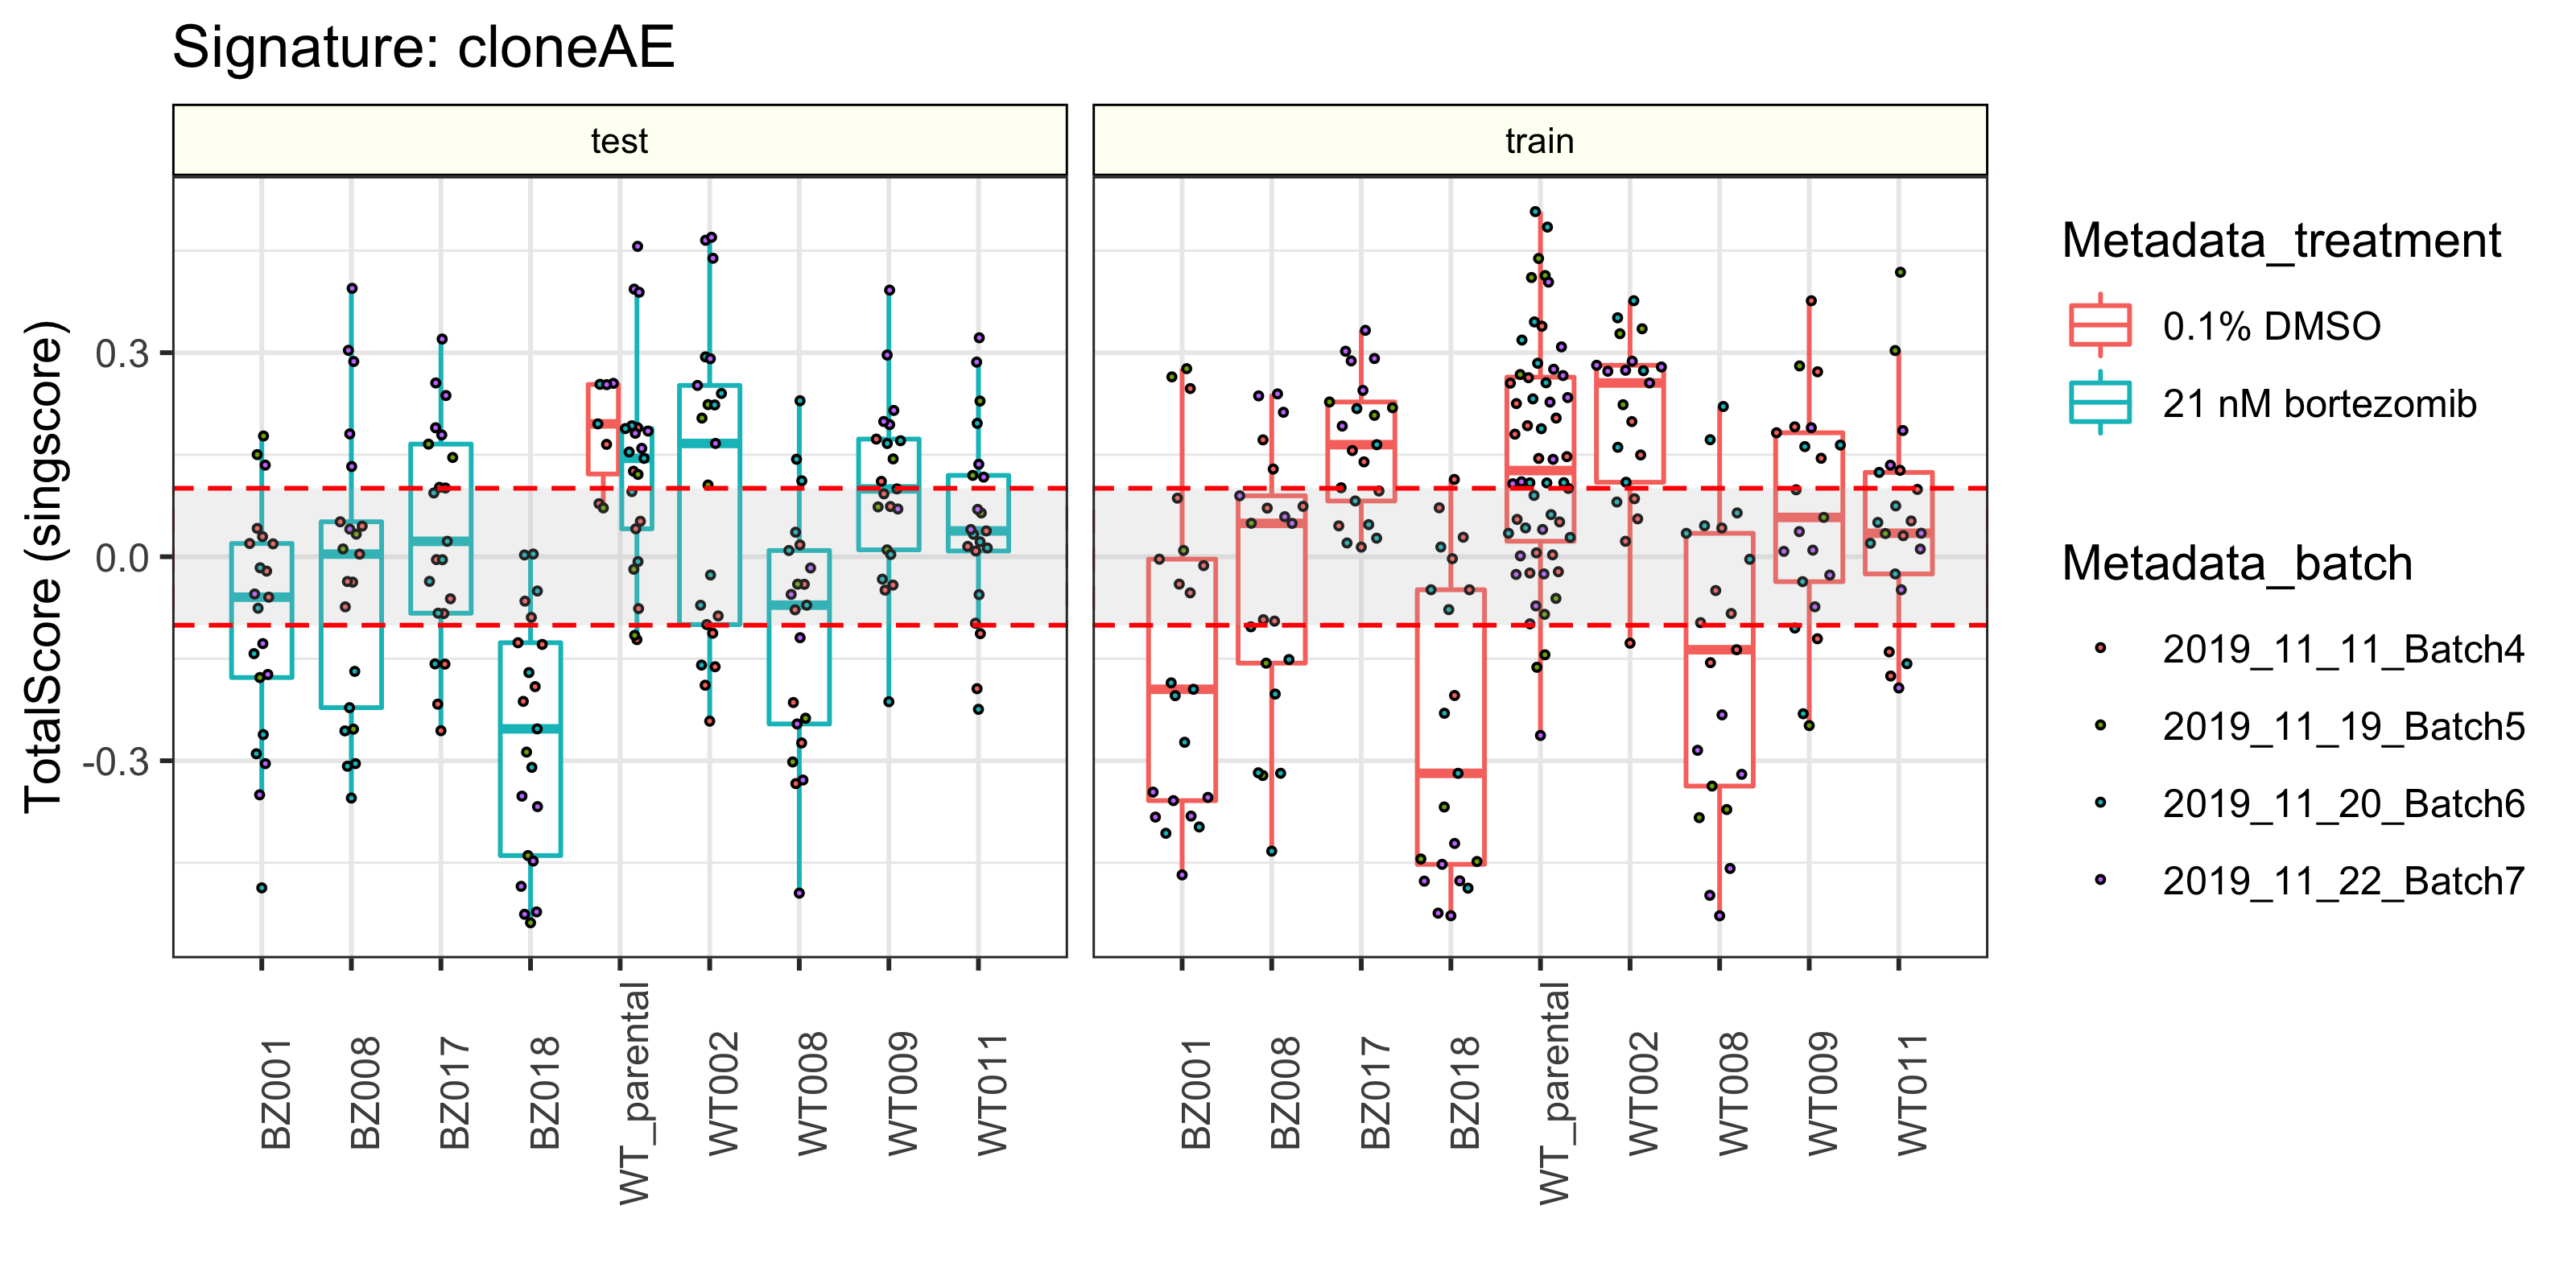 Signature: cloneAE
test
train
TotalScore (singscore)
0.3
0.0
-0.3
BZ001
BZ008
BZ017
BZ018
WT_parental
WT002
WT008
WT009
WT011
BZ001
BZ008
BZ017
BZ018
WT_parental
WT002
WT008
WT009
WT011
Metadata_treatment
0.1% DMSO
21 nM bortezomib
Metadata_batch
2019_11_11_Batch4
2019_11_19_Batch5
2019_11_20_Batch6
2019_11_22_Batch7